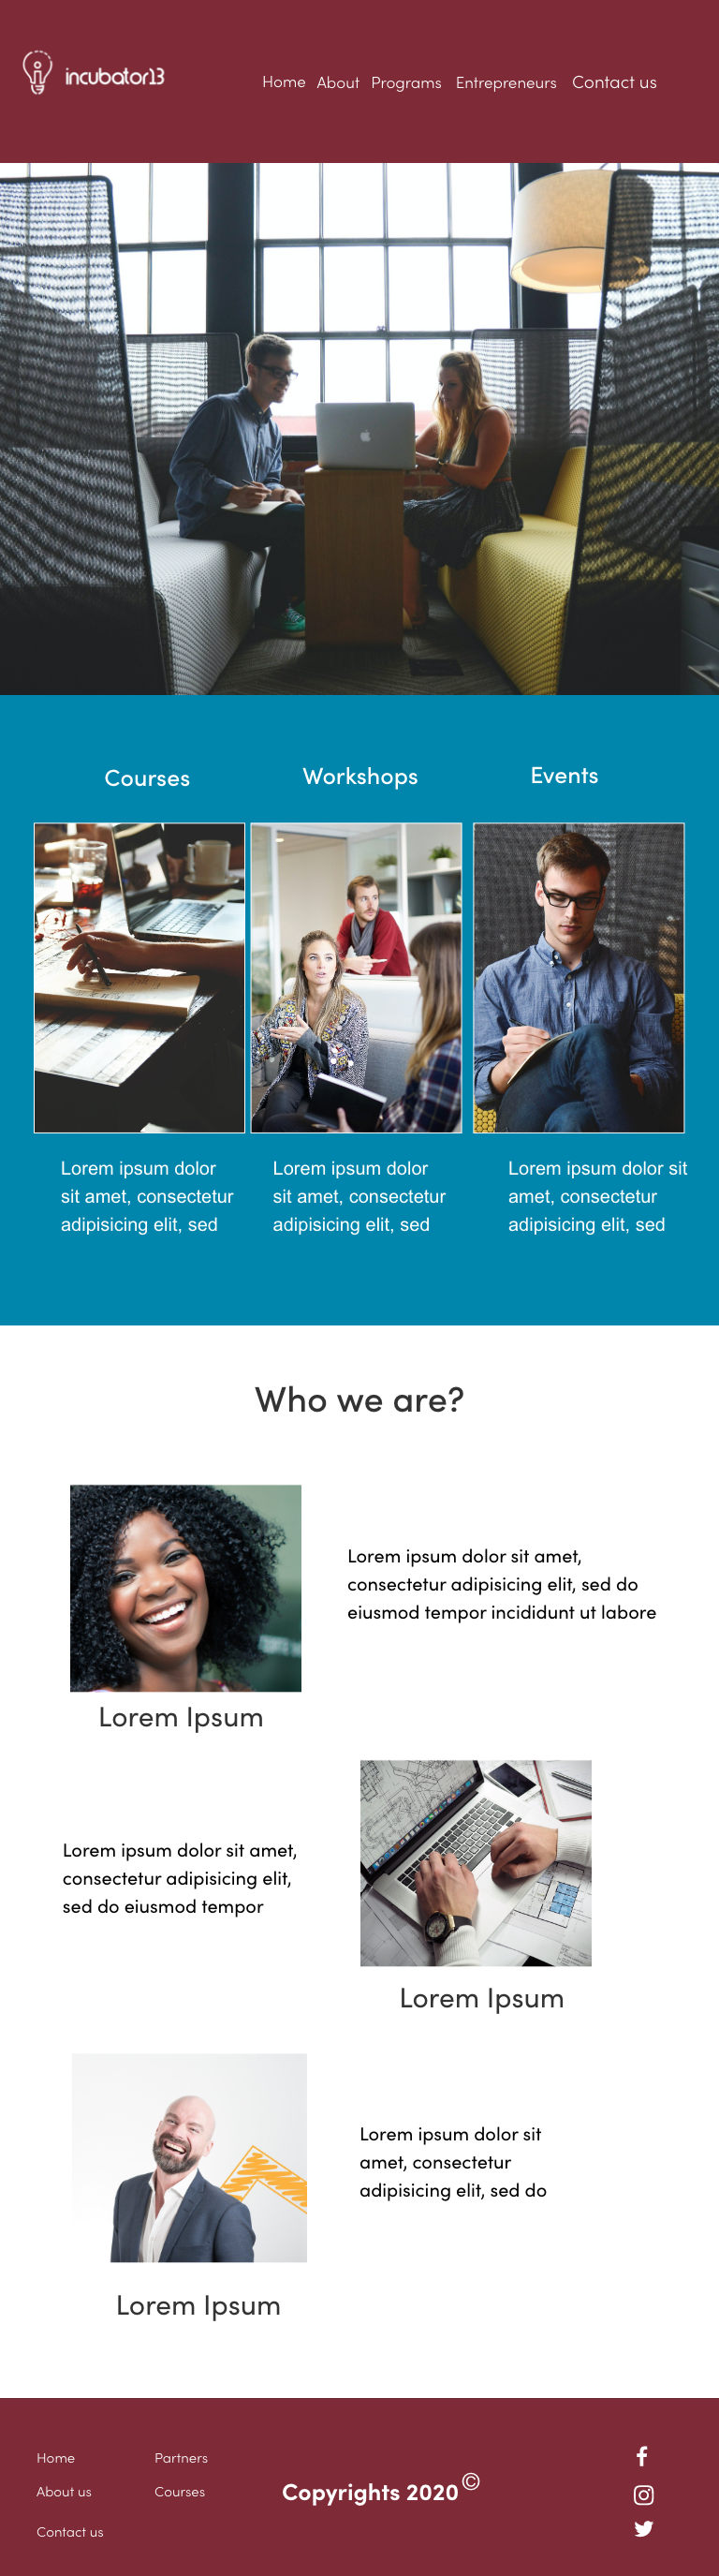 incubator13
Home About Programs Entrepreneurs Contact us
Courses Workshops Events
Lorem ipsum dolor
sit amet, consectetur
adipisicing elit, sed
Lorem ipsum dolor
sit amet, consectetur
adipisicing elit, sed
Lorem ipsum dolor sit
amet, consectetur
adipisicing elit, sed
Who we are?
Lorem ipsum dolor sit amet,
consectetur adipisicing elit, sed do
eiusmod tempor incididunt ut labore
Lorem Ipsum
Lorem ipsum dolor sit amet,
consectetur adipisicing elit,
sed do eiusmod tempor
Lorem Ipsum
Lorem ipsum dolor sit
amet, consectetur
adipisicing elit, sed do
Lorem Ipsum
Home
About us
Contact us
Partners
Courses
Copyrights 2020 ©